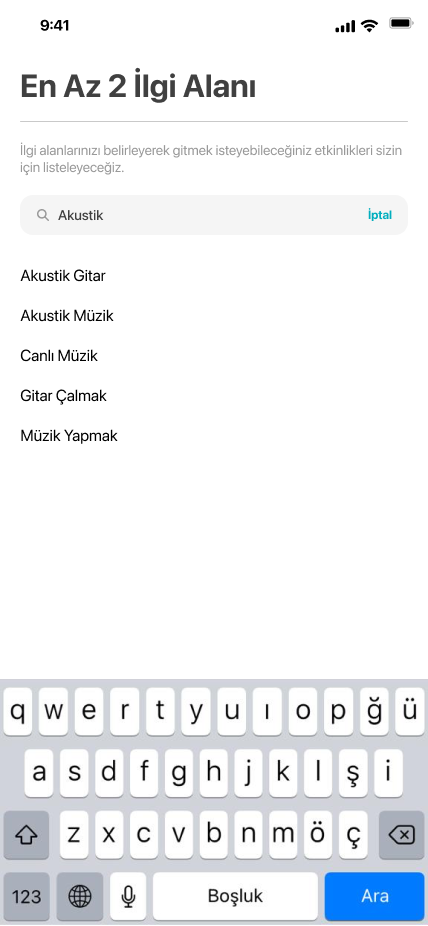 9:41
En Az 2 İlgi Alanı
İlgi alanlarınızı belirleyerek gitmek isteyebileceğiniz etkinlikleri sizin
için listeleyeceğiz.
Akustik İptal
Akustik Gitar
Akustik Müzik
Canlı Müzik
Gitar Çalmak
Müzik Yapmak
q w e r t y u ı o p ğ ü
a s d f g h j k l ş i
z x c v b n m ö ç
123 Boşluk Ara